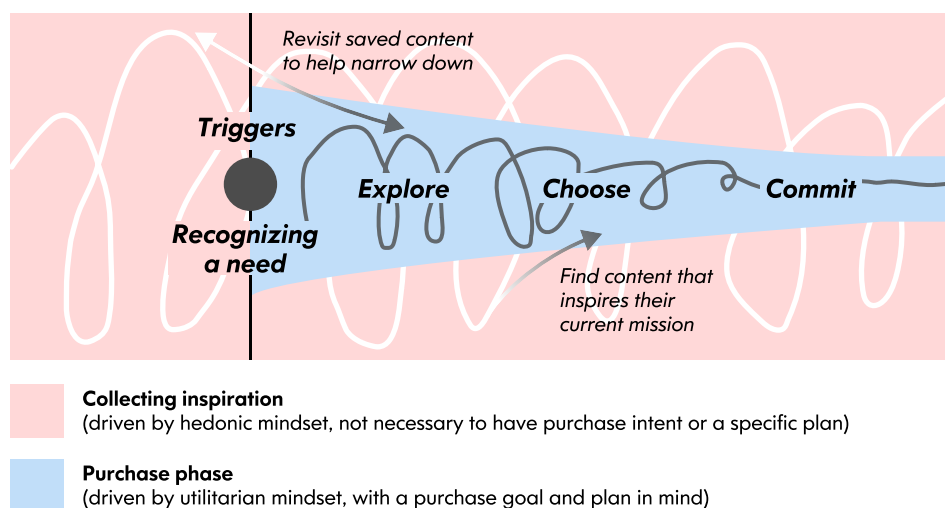 Revisit saved content
to help narrow down
Triggers
Recognizing
a need
Explore
Choose
Commit
Find content that
inspires their
current mission
Collecting inspiration
(driven by hedonic mindset, not necessary to have purchase intent or a specific plan)
Purchase phase
(driven by utilitarian mindset, with a purchase goal and plan in mind)